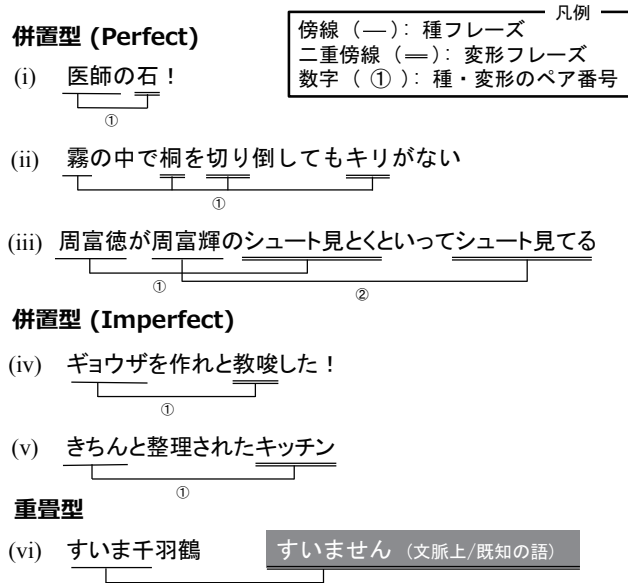 凡例
傍線（—）：種フレーズ
二重傍線（＝）：変形フレーズ
数字（ ① ）：種・変形のペア番号
併置型 (Perfect)
(i) 医師の石！
①
(ii) 霧の中で桐を切り倒してもキリがない
①
(iii) 周富徳が周富輝のシュート見とくといってシュート見てる
① ②
併置型 (Imperfect)
(iv) ギョウザを作れと教唆した！
①
(v) きちんと整理されたキッチン
①
重畳型
(vi) すいま千羽鶴 すいません（文脈上/既知の語）